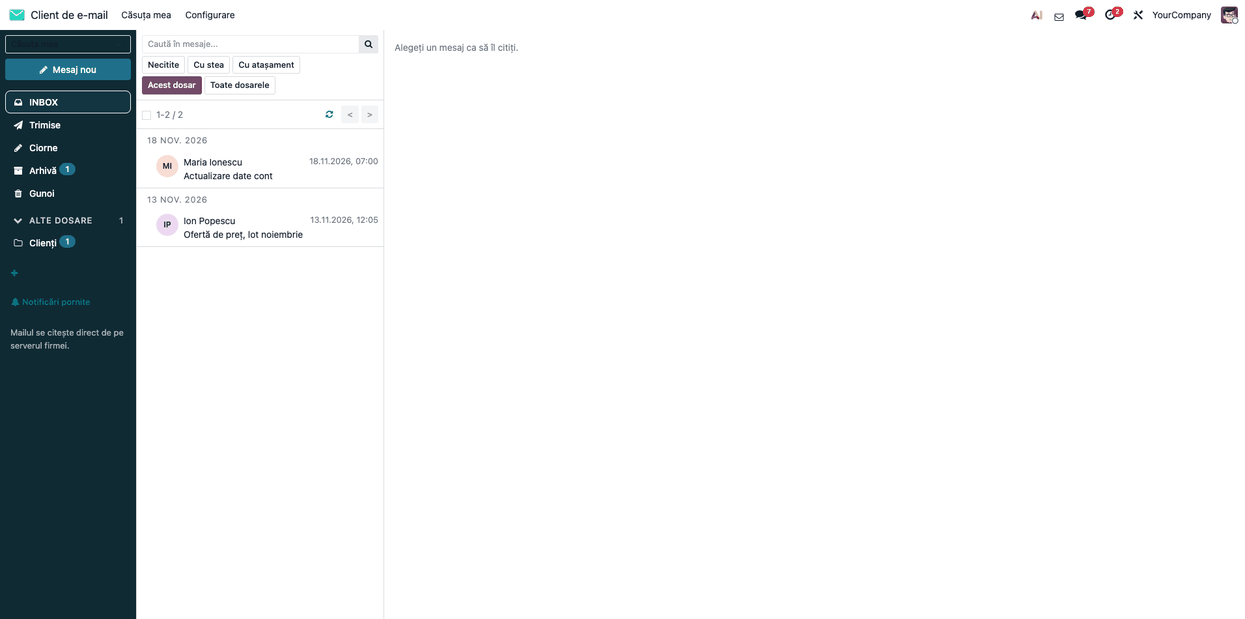 Client de e-mail Căsuța mea Configurare
7 2 YourCompany
Mesaj nou
INBOX
Trimise
Ciorne
Arhivă 1
Gunoi
ALTE DOSARE 1
Clienți 1
+
Notificări pornite
Mailul se citește direct de pe
serverul firmei.
Caută în mesaje...
Necitite Cu stea Cu atașament
Acest dosar Toate dosarele
1-2 / 2 < >
18 NOV. 2026
MI Maria Ionescu 18.11.2026, 07:00
Actualizare date cont
13 NOV. 2026
IP Ion Popescu 13.11.2026, 12:05
Ofertă de preț, lot noiembrie
Alegeți un mesaj ca să îl citiți.